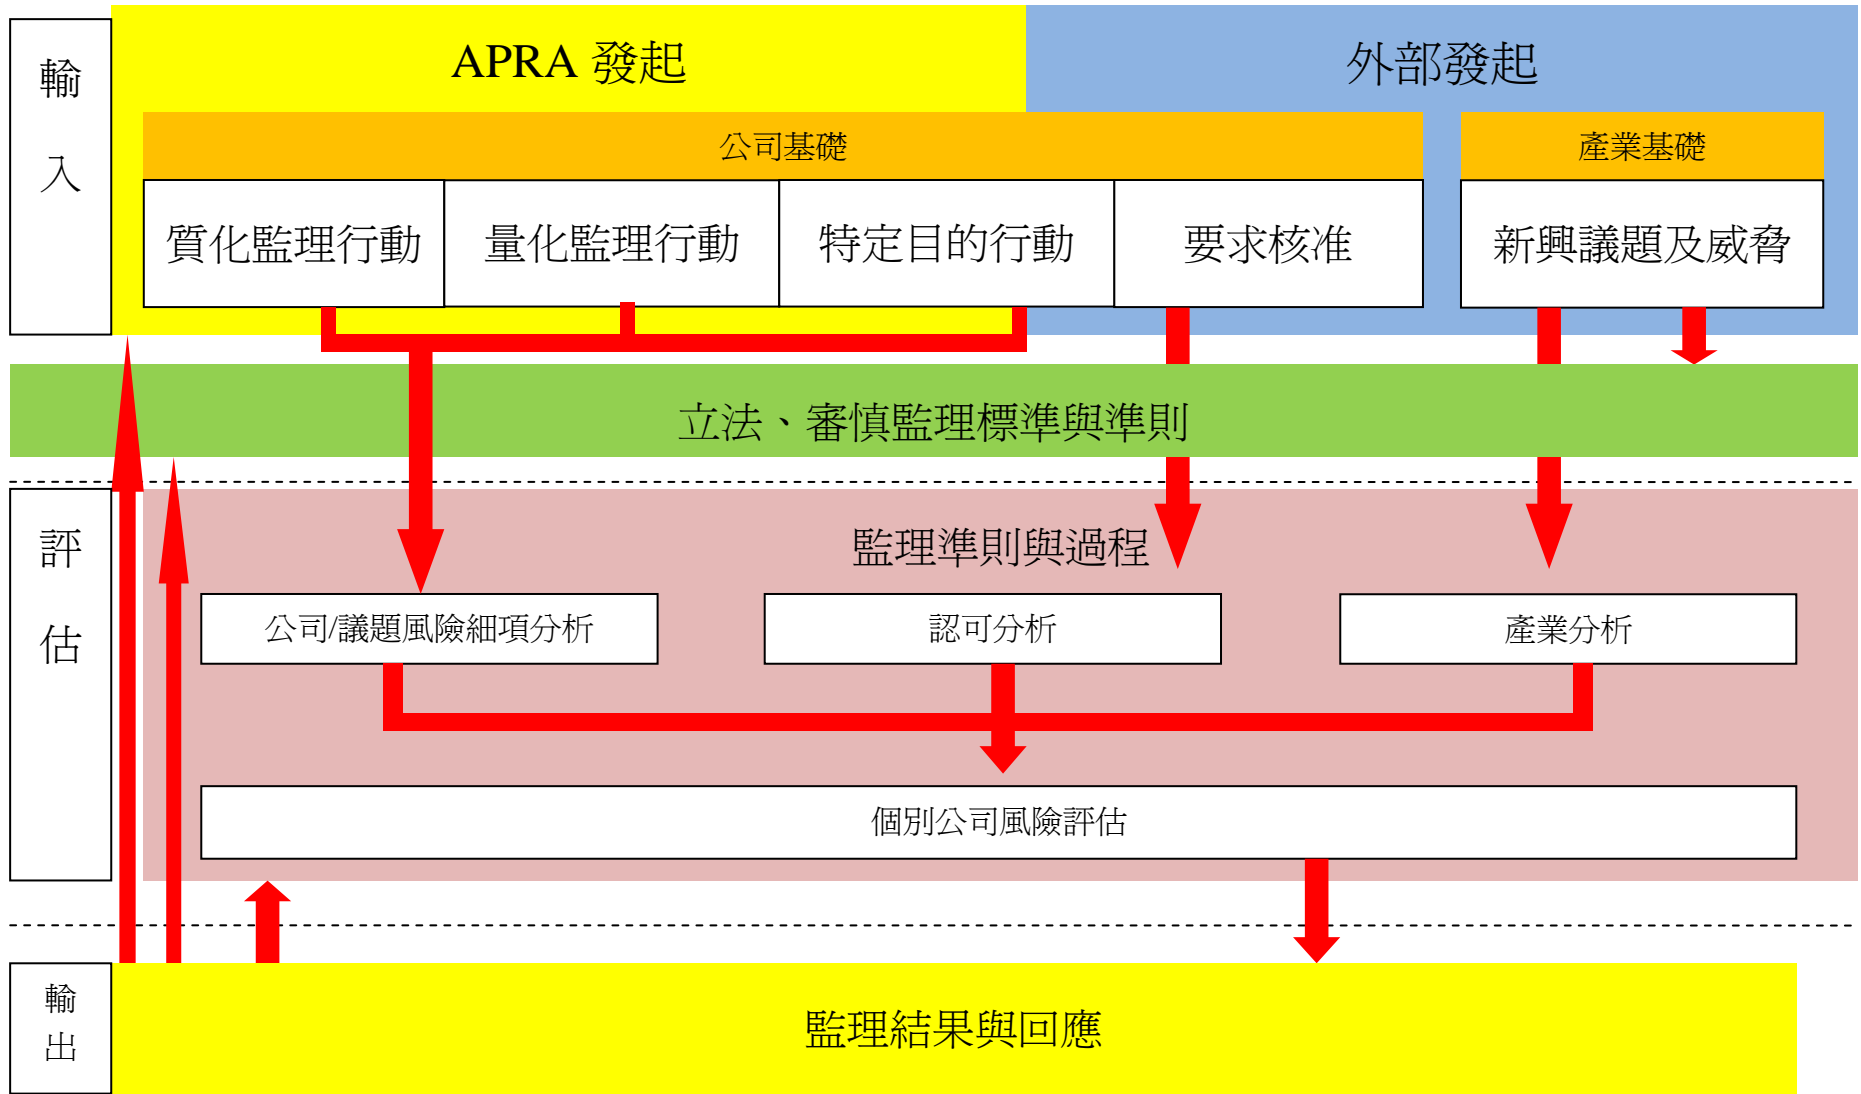 輸入
APRA 發起
外部發起
公司基礎
產業基礎
質化監理行動
量化監理行動
特定目的行動
要求核准
新興議題及威脅
立法、審慎監理標準與準則
評估
監理準則與過程
公司/議題風險細項分析
認可分析
產業分析
個別公司風險評估
輸出
監理結果與回應